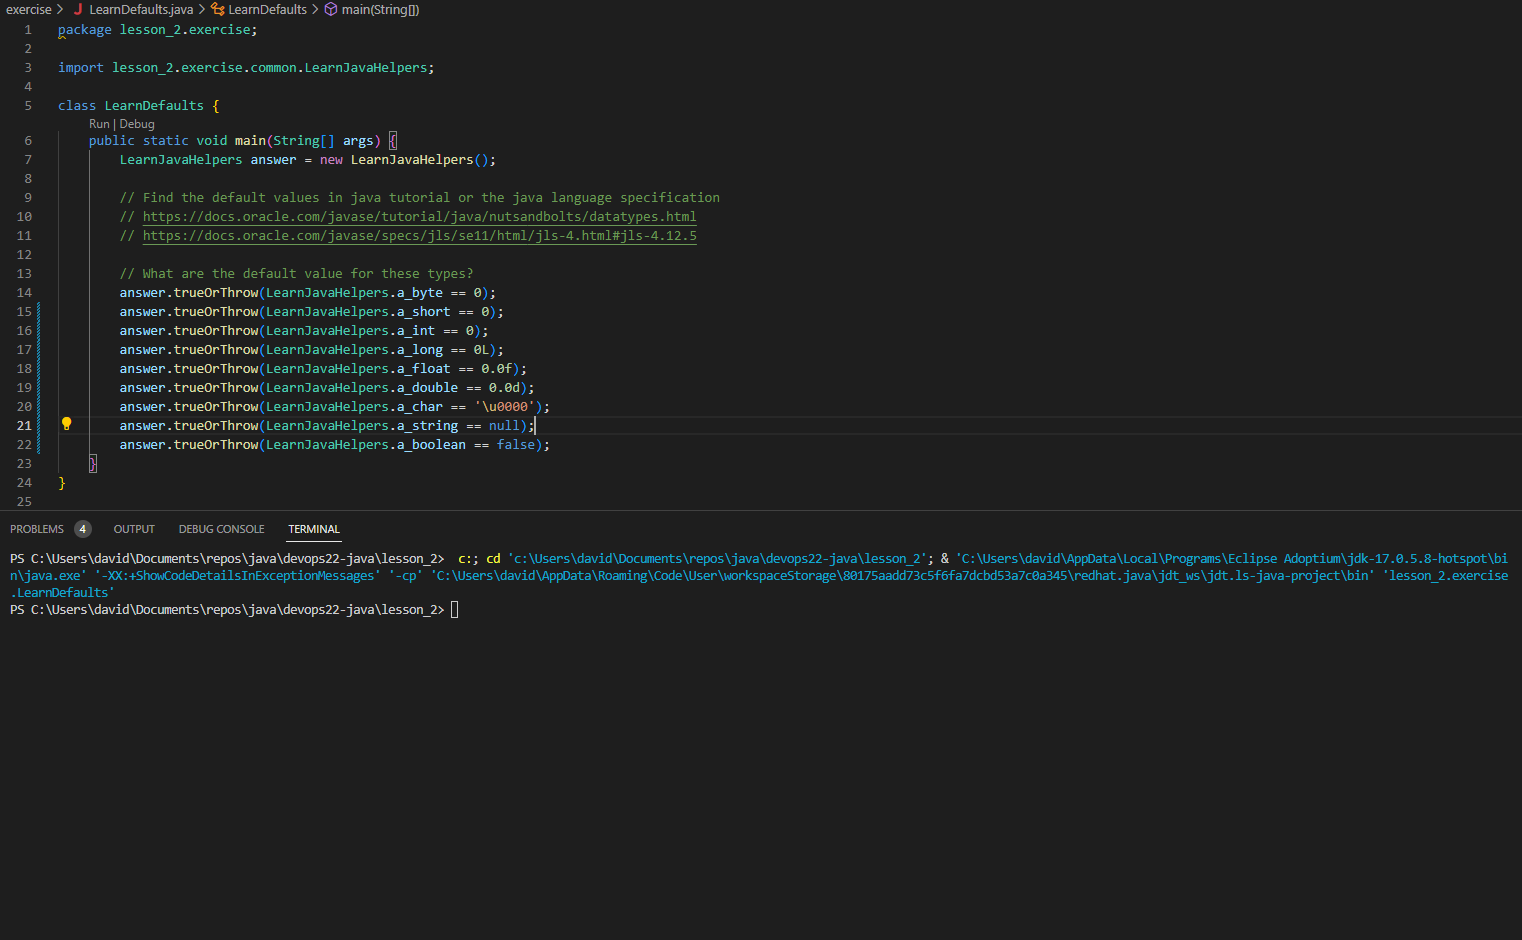 exercise > J LearnDefaults.java > LearnDefaults > main(String[])
1 package lesson_2.exercise;
2
3 import lesson_2.exercise.common.LearnJavaHelpers;
4
5 class LearnDefaults {
Run | Debug
6 public static void main(String[] args) {
7 LearnJavaHelpers answer = new LearnJavaHelpers();
8
9 // Find the default values in java tutorial or the java language specification
10 // https://docs.oracle.com/javase/tutorial/java/nutsandbolts/datatypes.html
11 // https://docs.oracle.com/javase/specs/jls/se11/html/jls-4.html#jls-4.12.5
12
13 // What are the default value for these types?
14 answer.trueOrThrow(LearnJavaHelpers.a_byte == 0);
15 answer.trueOrThrow(LearnJavaHelpers.a_short == 0);
16 answer.trueOrThrow(LearnJavaHelpers.a_int == 0);
17 answer.trueOrThrow(LearnJavaHelpers.a_long == 0L);
18 answer.trueOrThrow(LearnJavaHelpers.a_float == 0.0f);
19 answer.trueOrThrow(LearnJavaHelpers.a_double == 0.0d);
20 answer.trueOrThrow(LearnJavaHelpers.a_char == '\u0000');
21 answer.trueOrThrow(LearnJavaHelpers.a_string == null);
22 answer.trueOrThrow(LearnJavaHelpers.a_boolean == false);
23 }
24 }
25
PROBLEMS 4 OUTPUT DEBUG CONSOLE TERMINAL
PS C:\Users\david\Documents\repos\java\devops22-java\lesson_2> c:; cd 'c:\Users\david\Documents\repos\java\devops22-java\lesson_2'; & 'C:\Users\david\AppData\Local\Programs\Eclipse Adoptium\jdk-17.0.5.8-hotspot\bi
n\java.exe' '-XX:+ShowCodeDetailsInExceptionMessages' '-cp' 'C:\Users\david\AppData\Roaming\Code\User\workspaceStorage\80175aadd73c5f6fa7dcbd53a7c0a345\redhat.java\jdt_ws\jdt.ls-java-project\bin' 'lesson_2.exercise
.LearnDefaults'
PS C:\Users\david\Documents\repos\java\devops22-java\lesson_2>